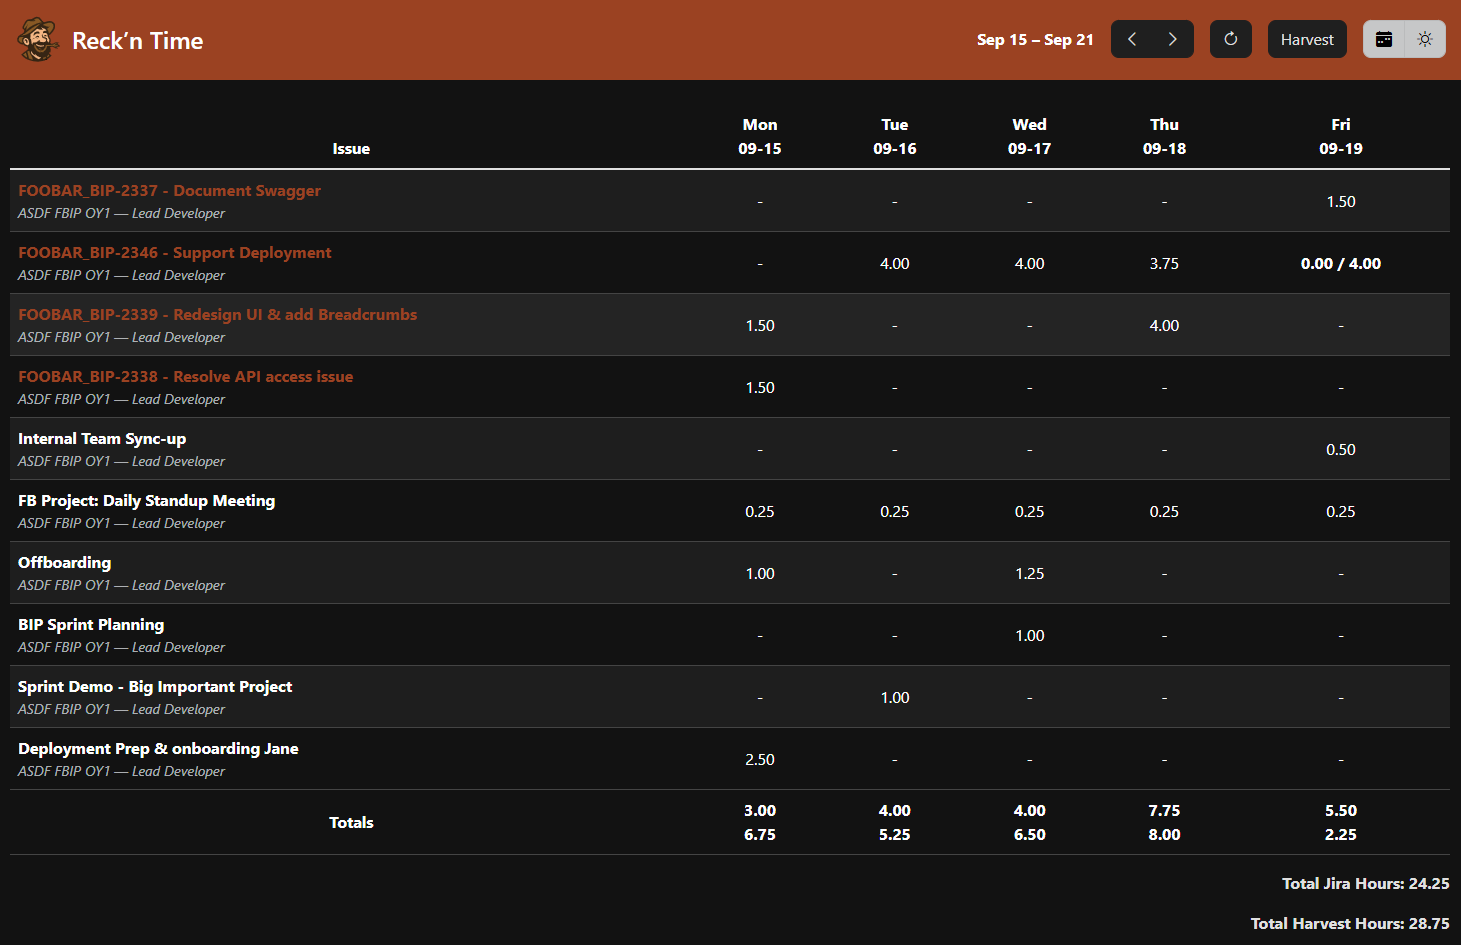 Reck’n Time
Sep 15 – Sep 21
Harvest
Issue
Mon 09-15
Tue 09-16
Wed 09-17
Thu 09-18
Fri 09-19
FOOBAR_BIP-2337 - Document Swagger
ASDF FBIP OY1 — Lead Developer
- - - - 1.50
FOOBAR_BIP-2346 - Support Deployment
ASDF FBIP OY1 — Lead Developer
- 4.00 4.00 3.75 0.00 / 4.00
FOOBAR_BIP-2339 - Redesign UI & add Breadcrumbs
ASDF FBIP OY1 — Lead Developer
1.50 - - 4.00 -
FOOBAR_BIP-2338 - Resolve API access issue
ASDF FBIP OY1 — Lead Developer
1.50 - - - -
Internal Team Sync-up
ASDF FBIP OY1 — Lead Developer
- - - - 0.50
FB Project: Daily Standup Meeting
ASDF FBIP OY1 — Lead Developer
0.25 0.25 0.25 0.25 0.25
Offboarding
ASDF FBIP OY1 — Lead Developer
1.00 - 1.25 - -
BIP Sprint Planning
ASDF FBIP OY1 — Lead Developer
- - 1.00 - -
Sprint Demo - Big Important Project
ASDF FBIP OY1 — Lead Developer
- 1.00 - - -
Deployment Prep & onboarding Jane
ASDF FBIP OY1 — Lead Developer
2.50 - - - -
Totals
3.00 4.00 4.00 7.75 5.50
6.75 5.25 6.50 8.00 2.25
Total Jira Hours: 24.25
Total Harvest Hours: 28.75